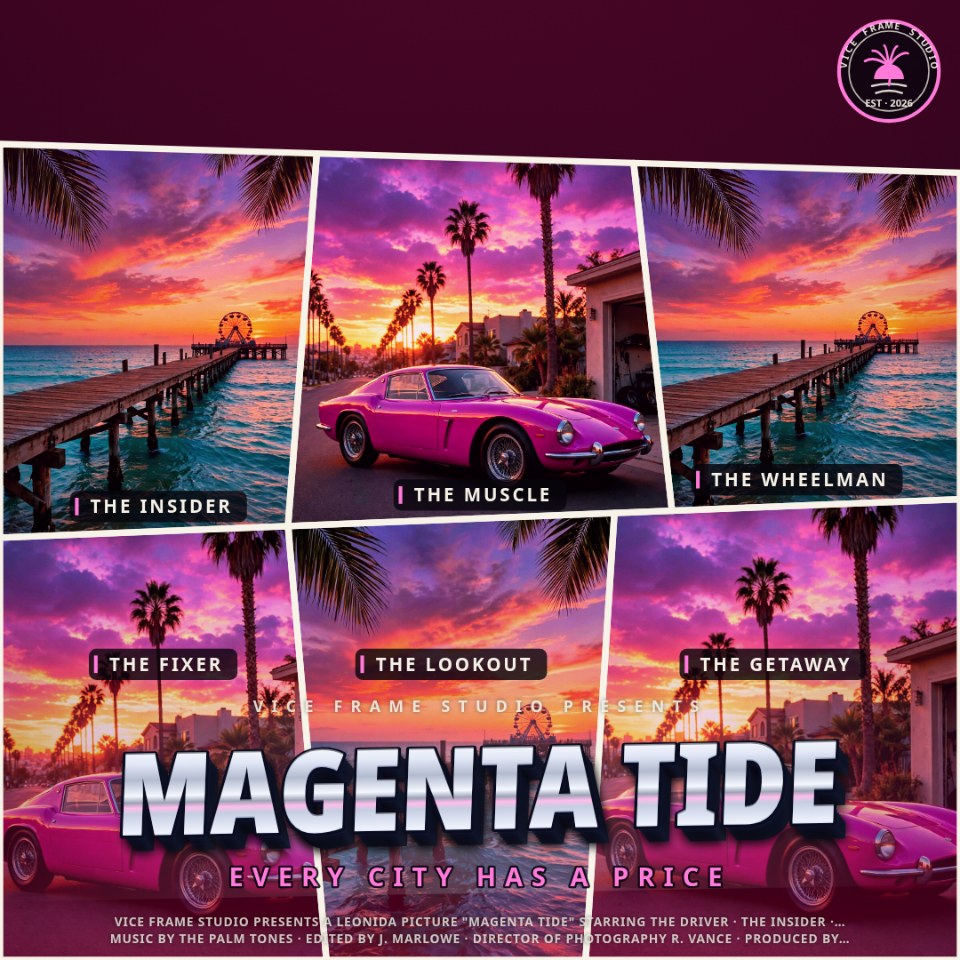 VICE FRAME STUDIO
EST · 2026
THE INSIDER
THE MUSCLE
THE WHEELMAN
THE FIXER
THE LOOKOUT
THE GETAWAY
VICE FRAME STUDIO PRESENTS
MAGENTA TIDE
EVERY CITY HAS A PRICE
VICE FRAME STUDIO PRESENTS A LEONIDA PICTURE "MAGENTA TIDE" STARRING THE DRIVER · THE INSIDER ·...
MUSIC BY THE PALM TONES · EDITED BY J. MARLOWE · DIRECTOR OF PHOTOGRAPHY R. VANCE · PRODUCED BY...